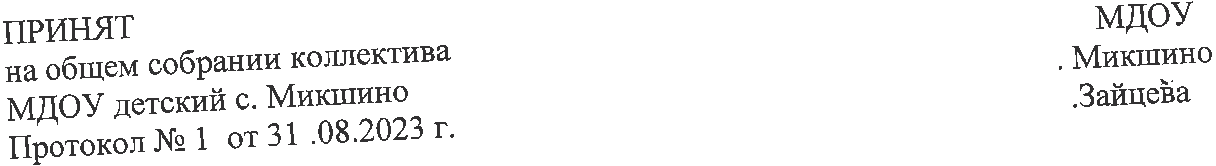 ПРИНЯТ
на общем собрании коллектива
МДОУ детский с. Микшино
Протокол № 1 от 31 .08.2023 г.
МДОУ
. Микшино
.Зайцева